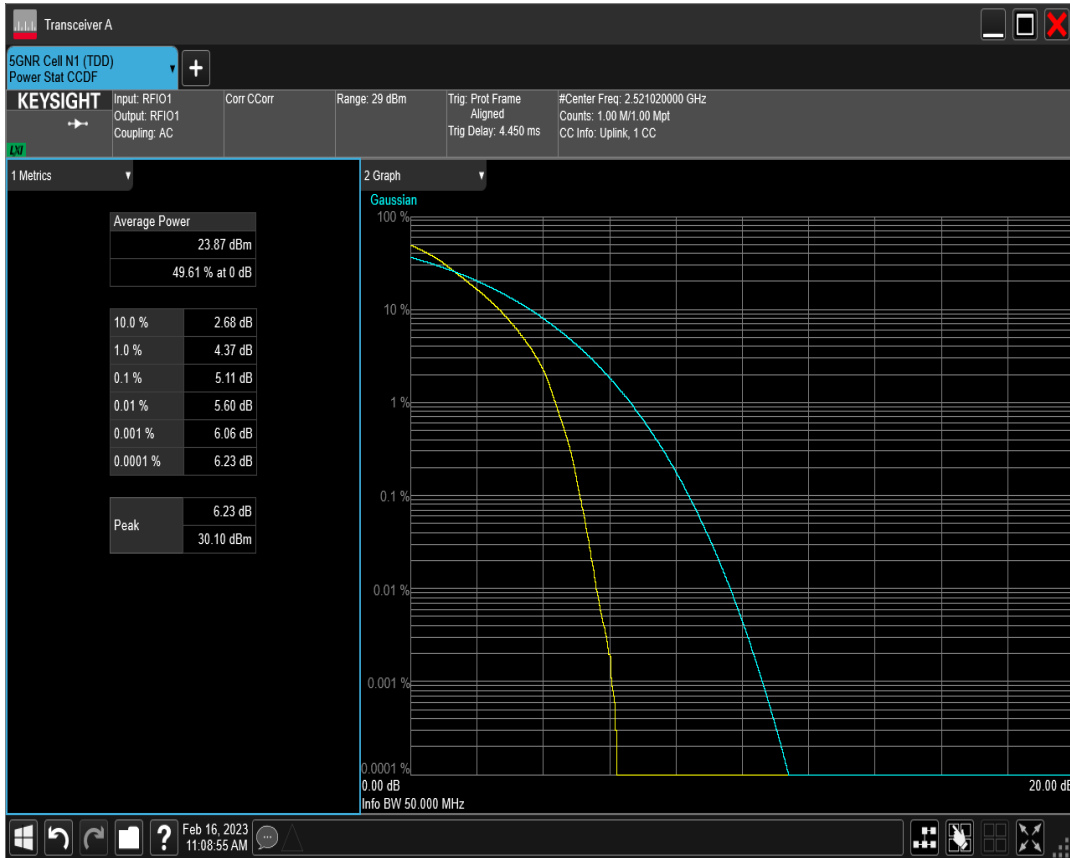 Transceiver A
5GNR Cell N1 (TDD)
Power Stat CCDF
KEYSIGHT
LXI
Input: RFIO1
Output: RFIO1
Coupling: AC
Corr CCorr
Range: 29 dBm
Trig: Prot Frame
Aligned
Trig Delay: 4.450 ms
#Center Freq: 2.521020000 GHz
Counts: 1.00 M/1.00 Mpt
CC Info: Uplink, 1 CC
1 Metrics
Average Power
23.87 dBm
49.61 % at 0 dB
10.0 % 2.68 dB
1.0 % 4.37 dB
0.1 % 5.11 dB
0.01 % 5.60 dB
0.001 % 6.06 dB
0.0001 % 6.23 dB
Peak 6.23 dB
30.10 dBm
2 Graph
Gaussian
100 %
10 %
1 %
0.1 %
0.01 %
0.001 %
0.0001 %
0.00 dB 20.00 dB
Info BW 50.000 MHz
Feb 16, 2023
11:08:55 AM